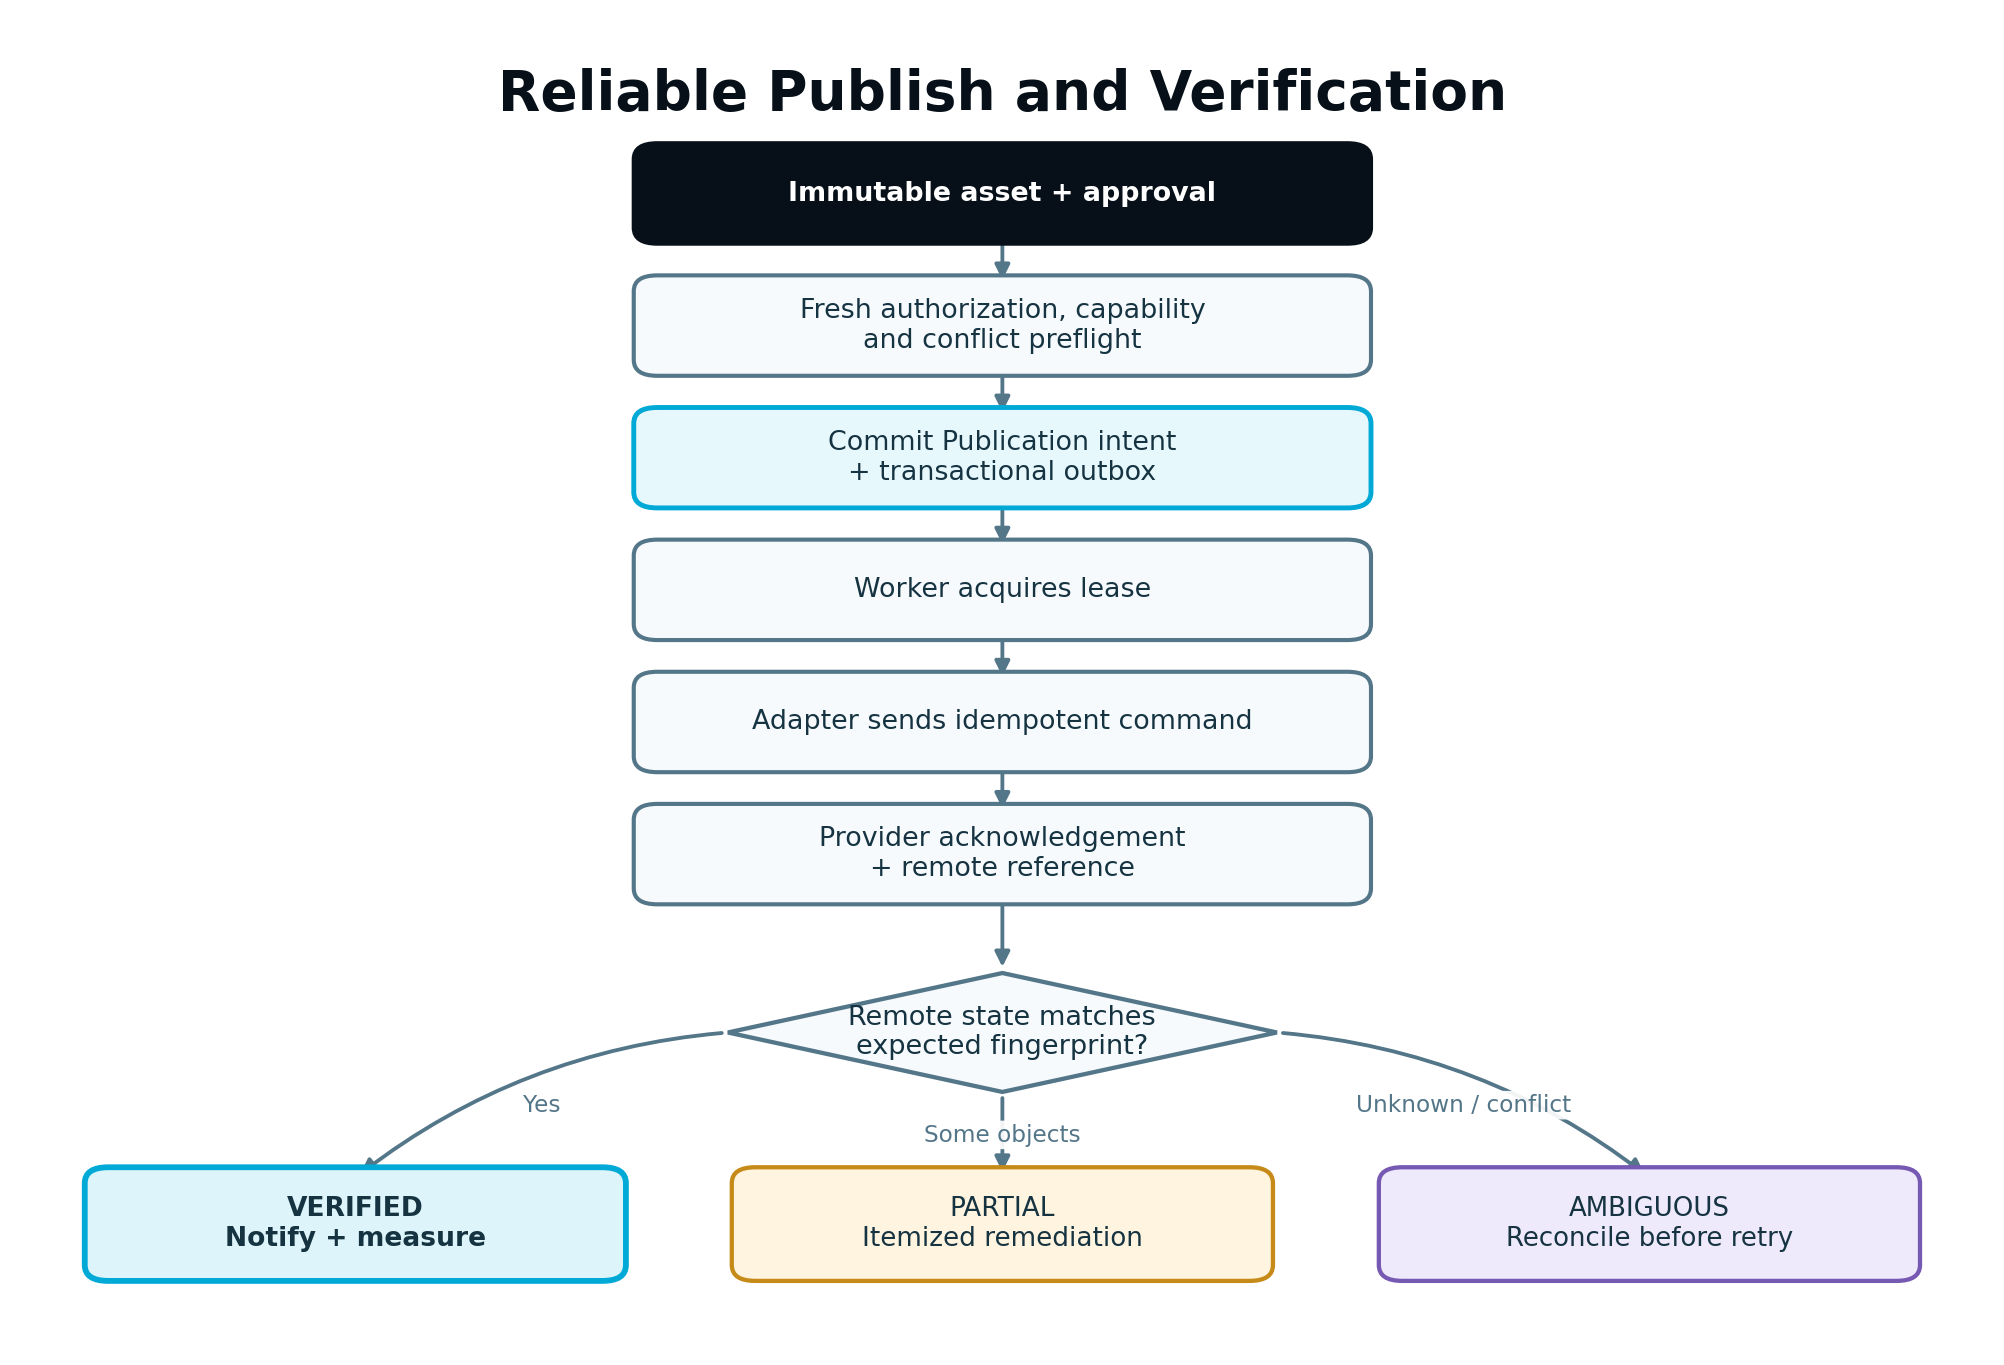 Reliable Publish and Verification
Immutable asset + approval
Fresh authorization, capability
and conflict preflight
Commit Publication intent
+ transactional outbox
Worker acquires lease
Adapter sends idempotent command
Provider acknowledgement
+ remote reference
Remote state matches
expected fingerprint?
Yes
Some objects
Unknown / conflict
VERIFIED
Notify + measure
PARTIAL
Itemized remediation
AMBIGUOUS
Reconcile before retry